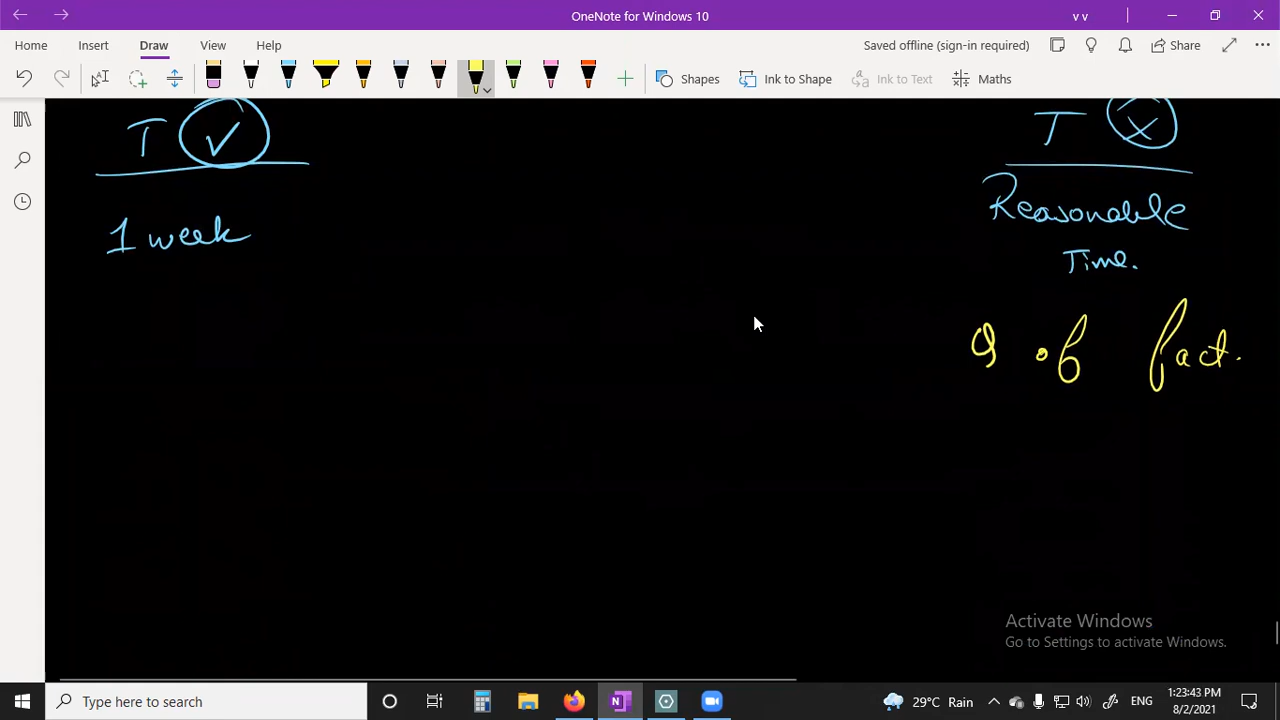 OneNote for Windows 10
v v
Home Insert Draw View Help
Saved offline (sign-in required)
Share
Shapes
Ink to Shape
Ink to Text
Maths
T ✓
1 week
T ×
Reasonable
Time.
Q of fact.
Activate Windows
Go to Settings to activate Windows.
Type here to search
29°C Rain
ENG
1:23:43 PM
8/2/2021